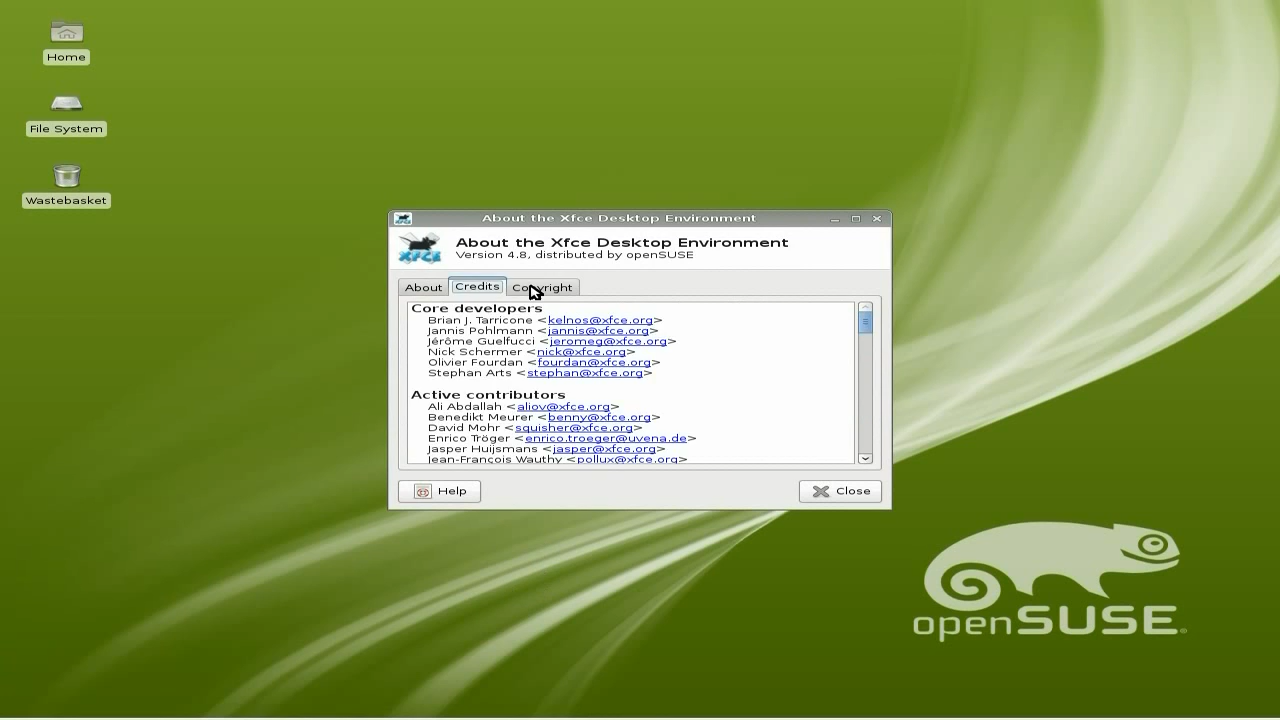 Home
File System
Wastebasket
About the Xfce Desktop Environment
XFCE
About the Xfce Desktop Environment
Version 4.8, distributed by openSUSE
About Credits Copyright
Core developers
Brian J. Tarricone <kelnos@xfce.org>
Jannis Pohlmann <jannis@xfce.org>
Jérôme Guelfucci <jeromeg@xfce.org>
Nick Schermer <nick@xfce.org>
Olivier Fourdan <fourdan@xfce.org>
Stephan Arts <stephan@xfce.org>
Active contributors
Ali Abdallah <aliov@xfce.org>
Benedikt Meurer <benny@xfce.org>
David Mohr <squisher@xfce.org>
Enrico Tröger <enrico.troeger@uvena.de>
Jasper Huijsmans <jasper@xfce.org>
Jean-François Wauthy <pollux@xfce.org>
Help Close
openSUSE